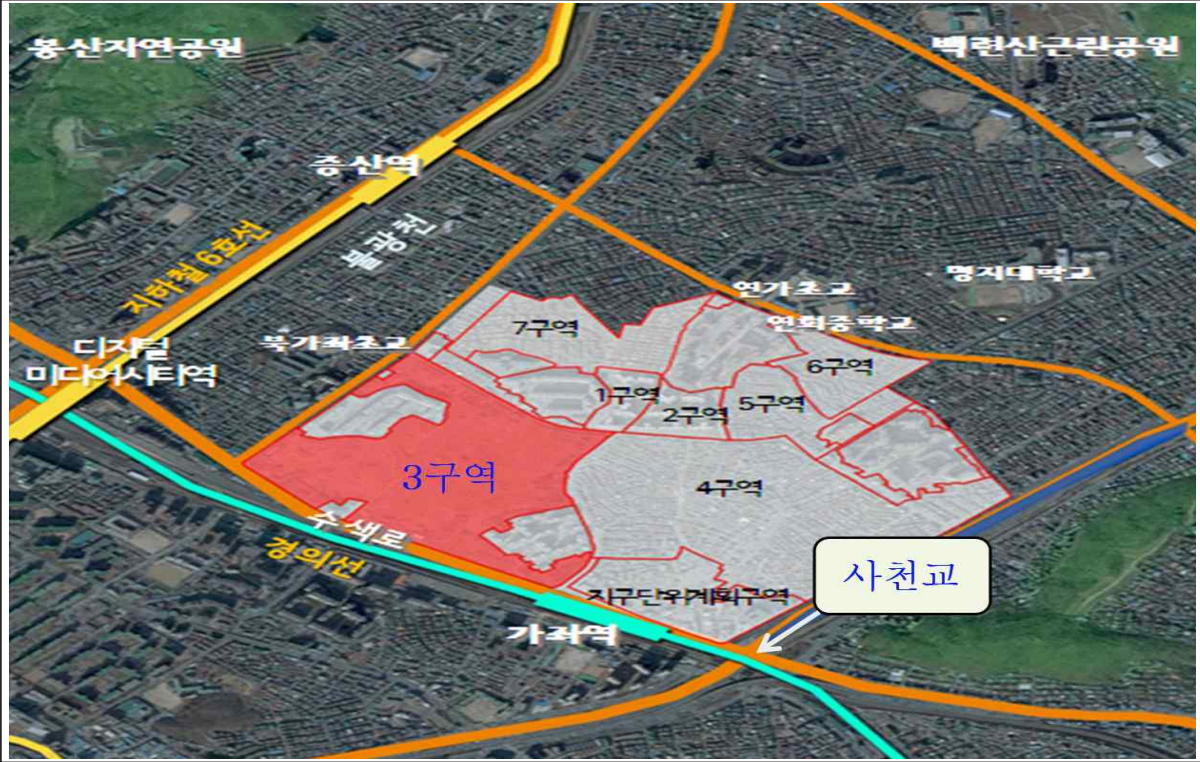 봉산자연공원
백련산근린공원
증산역
지하철 6호선
불광천
명지대학교
연가초교
연희중학교
7구역
북가좌초교
디지털
미디어시티역
6구역
1구역
5구역
2구역
3구역
4구역
수색로
경의선
사천교
지구단위계획구역
가좌역